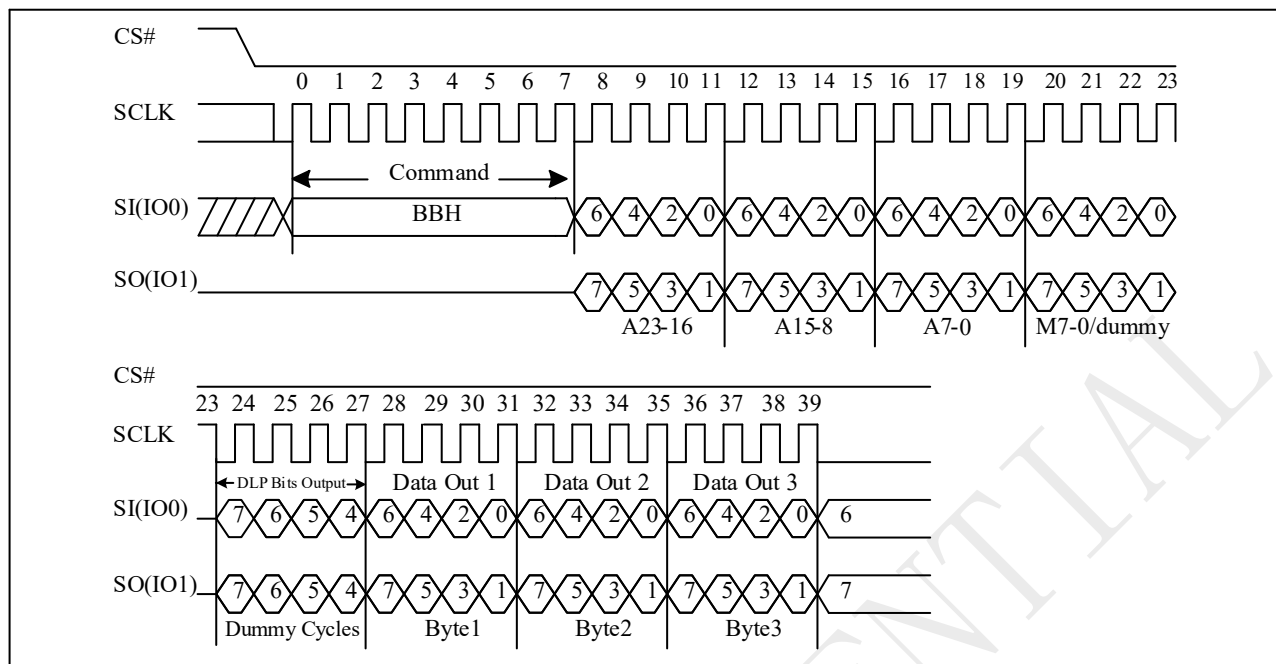 CS#
0 1 2 3 4 5 6 7 8 9 10 11 12 13 14 15 16 17 18 19 20 21 22 23
SCLK
Command
SI(IO0) BBH 6 4 2 0 6 4 2 0 6 4 2 0 6 4 2 0
SO(IO1) 7 5 3 1 7 5 3 1 7 5 3 1 7 5 3 1
A23-16 A15-8 A7-0 M7-0/dummy
CS#
23 24 25 26 27 28 29 30 31 32 33 34 35 36 37 38 39
SCLK
DLP Bits Output Data Out 1 Data Out 2 Data Out 3
SI(IO0) 7 6 5 4 6 4 2 0 6 4 2 0 6 4 2 0 6
SO(IO1) 7 6 5 4 7 5 3 1 7 5 3 1 7 5 3 1 7
Dummy Cycles Byte1 Byte2 Byte3
ENTIAL